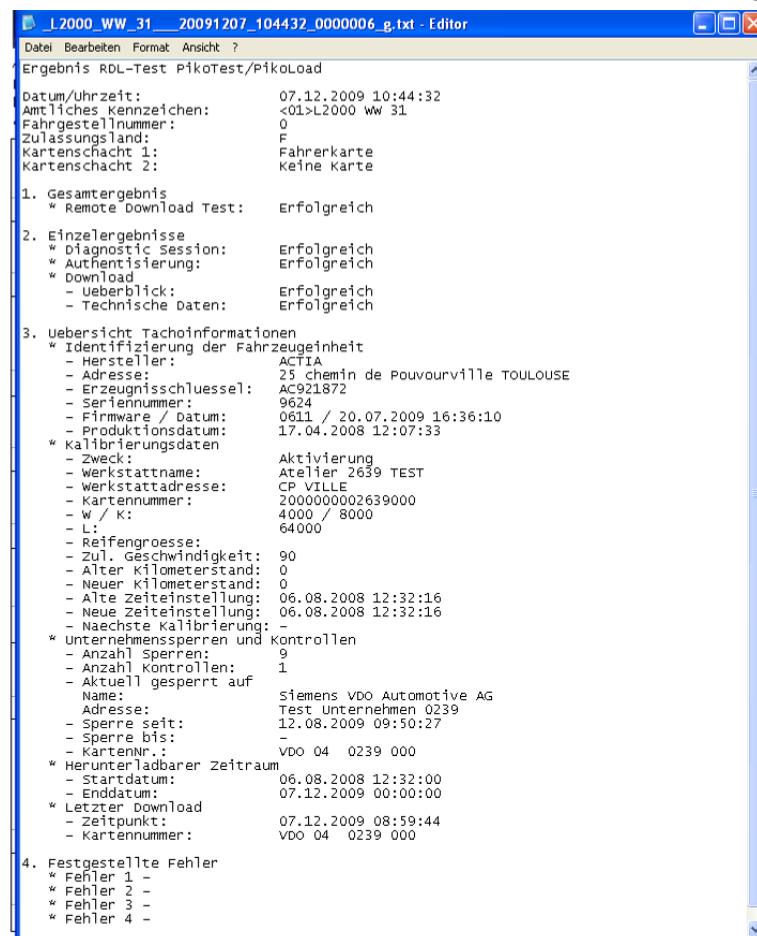 _L2000_WW_31___20091207_104432_0000006_g.txt - Editor
Datei Bearbeiten Format Ansicht ?
Ergebnis RDL-Test PikoTest/PikoLoad
Datum/Uhrzeit: 07.12.2009 10:44:32
Amtliches Kennzeichen: <01>L2000 WW 31
Fahrgestellnummer: 0
Zulassungsland: F
Kartenschacht 1: Fahrerkarte
Kartenschacht 2: Keine Karte
1. Gesamtergebnis
* Remote Download Test: Erfolgreich
2. Einzelergebnisse
* Diagnostic Session: Erfolgreich
* Authentisierung: Erfolgreich
* Download
- Ueberblick: Erfolgreich
- Technische Daten: Erfolgreich
3. Uebersicht Tachoinformationen
* Identifizierung der Fahrzeugeinheit
- Hersteller: ACTIA
- Adresse: 25 chemin de Pouvourville TOULOUSE
- Erzeugnisschluessel: AC921872
- Seriennummer: 9624
- Firmware / Datum: 0611 / 20.07.2009 16:36:10
- Produktionsdatum: 17.04.2008 12:07:33
* Kalibrierungsdaten
- Zweck: Aktivierung
- Werkstattname: Atelier 2639 TEST
- Werkstattadresse: CP VILLE
- Kartennummer: 2000000002639000
- W / K: 4000 / 8000
- L: 64000
- Reifengroesse:
- Zul. Geschwindigkeit: 90
- Alter Kilometerstand: 0
- Neuer Kilometerstand: 0
- Alte Zeiteinstellung: 06.08.2008 12:32:16
- Neue Zeiteinstellung: 06.08.2008 12:32:16
- Naechste Kalibrierung: -
* Unternehmenssperren und Kontrollen
- Anzahl Sperren: 9
- Anzahl Kontrollen: 1
- Aktuell gesperrt auf
Name: Siemens VDO Automotive AG
Adresse: Test Unternehmen 0239
- Sperre seit: 12.08.2009 09:50:27
- Sperre bis: -
- KartenNr.: VDO 04  0239 000
* Herunterladbarer Zeitraum
- Startdatum: 06.08.2008 12:32:00
- Enddatum: 07.12.2009 00:00:00
* Letzter Download
- Zeitpunkt: 07.12.2009 08:59:44
- Kartennummer: VDO 04  0239 000
4. Festgestellte Fehler
* Fehler 1 -
* Fehler 2 -
* Fehler 3 -
* Fehler 4 -